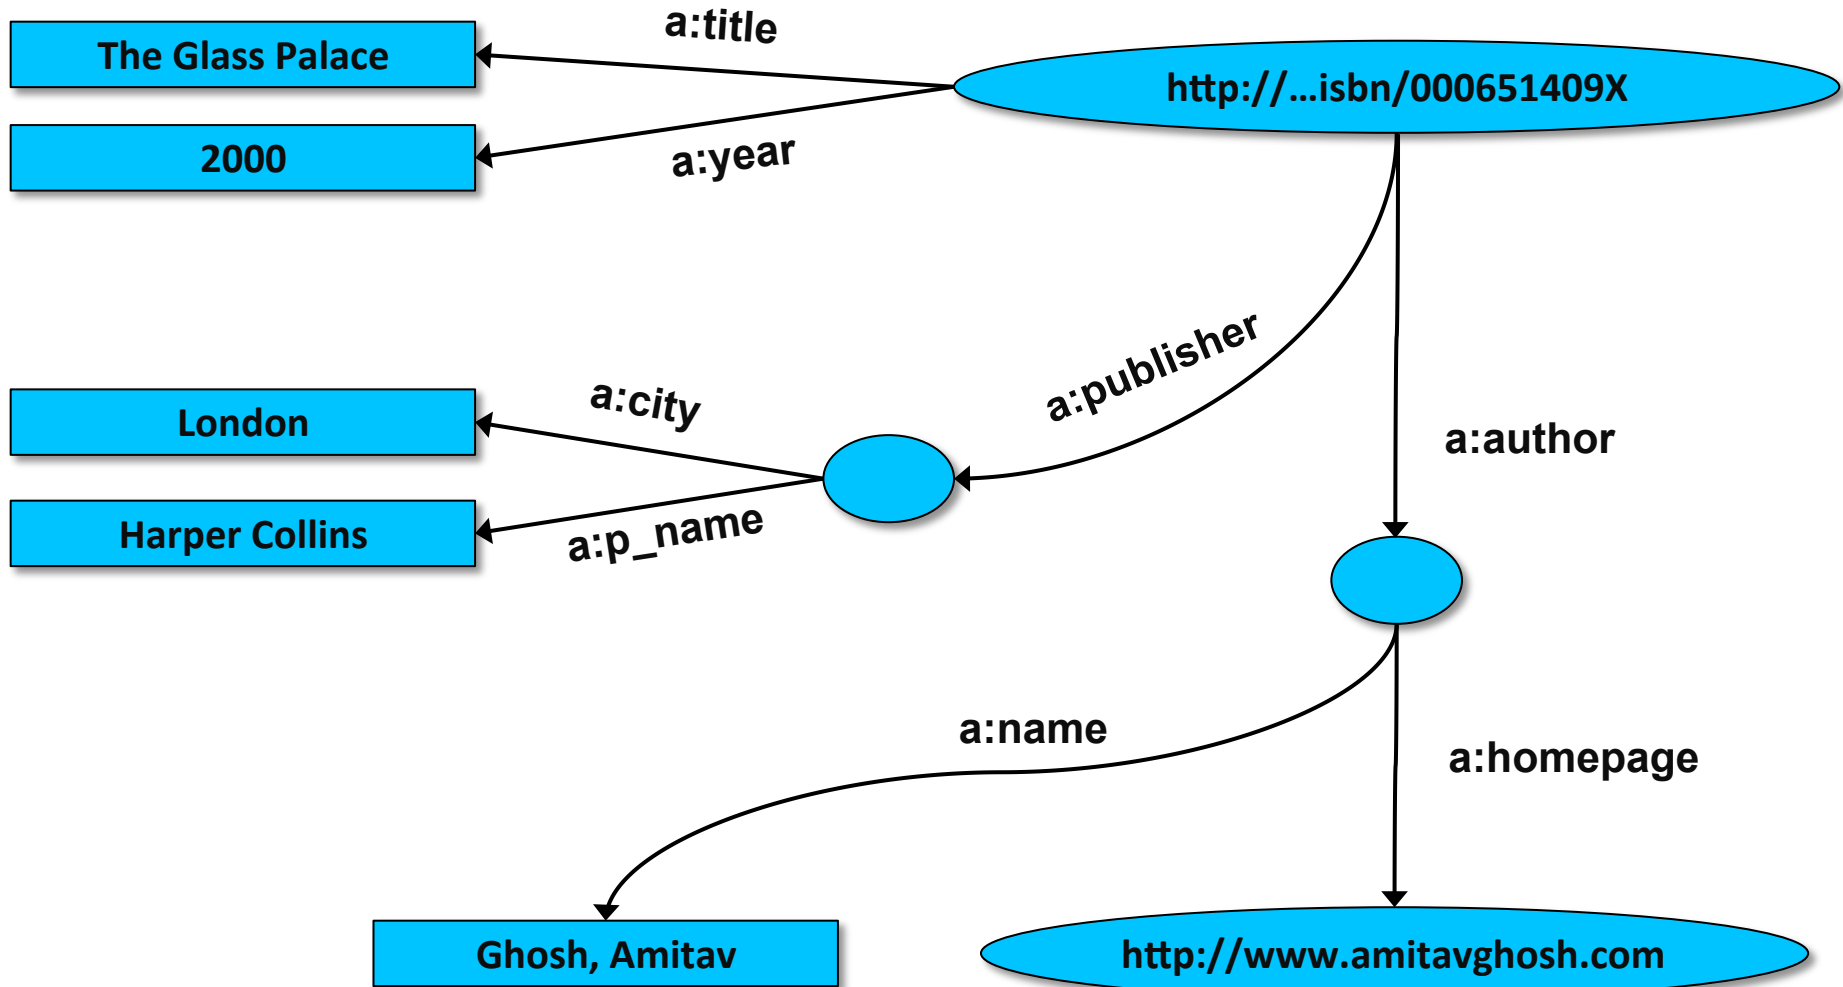 a:title
The Glass Palace
http://...isbn/000651409X
2000
a:year
a:publisher
a:city
London
a:author
Harper Collins
a:p_name
a:name
a:homepage
Ghosh, Amitav
http://www.amitavghosh.com